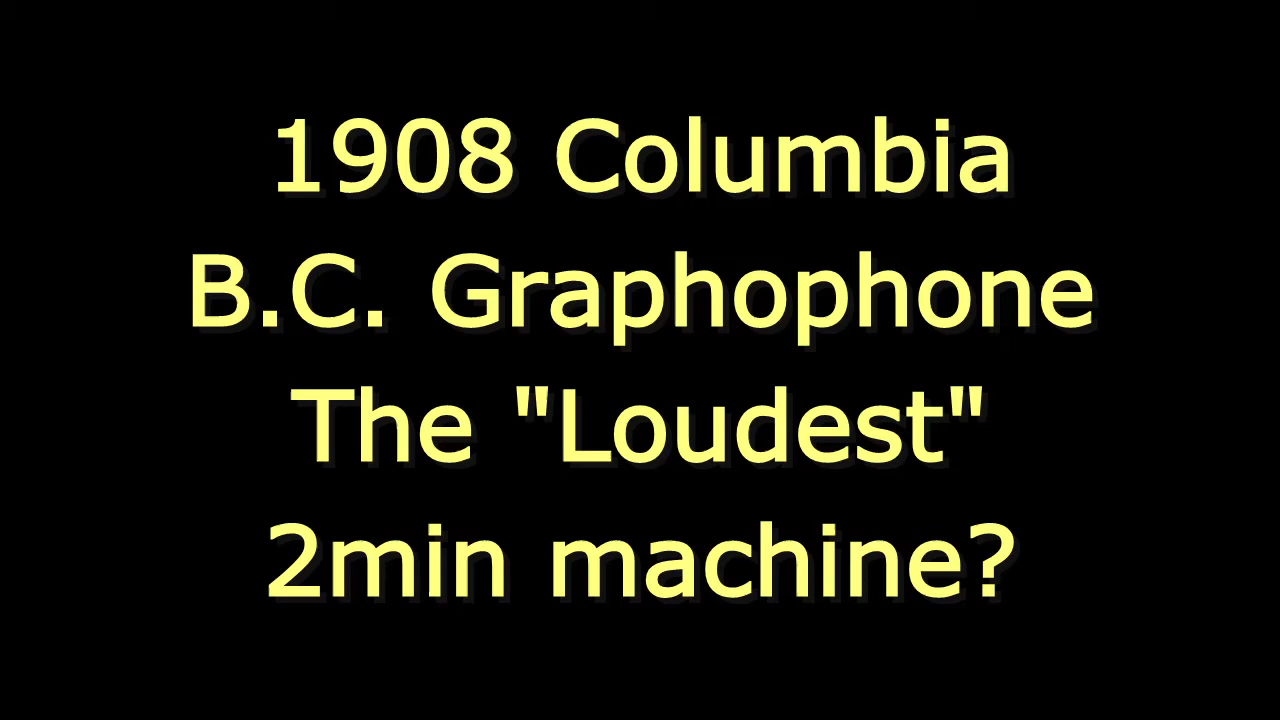 1908 Columbia
B.C. Graphophone
The "Loudest"
2min machine?